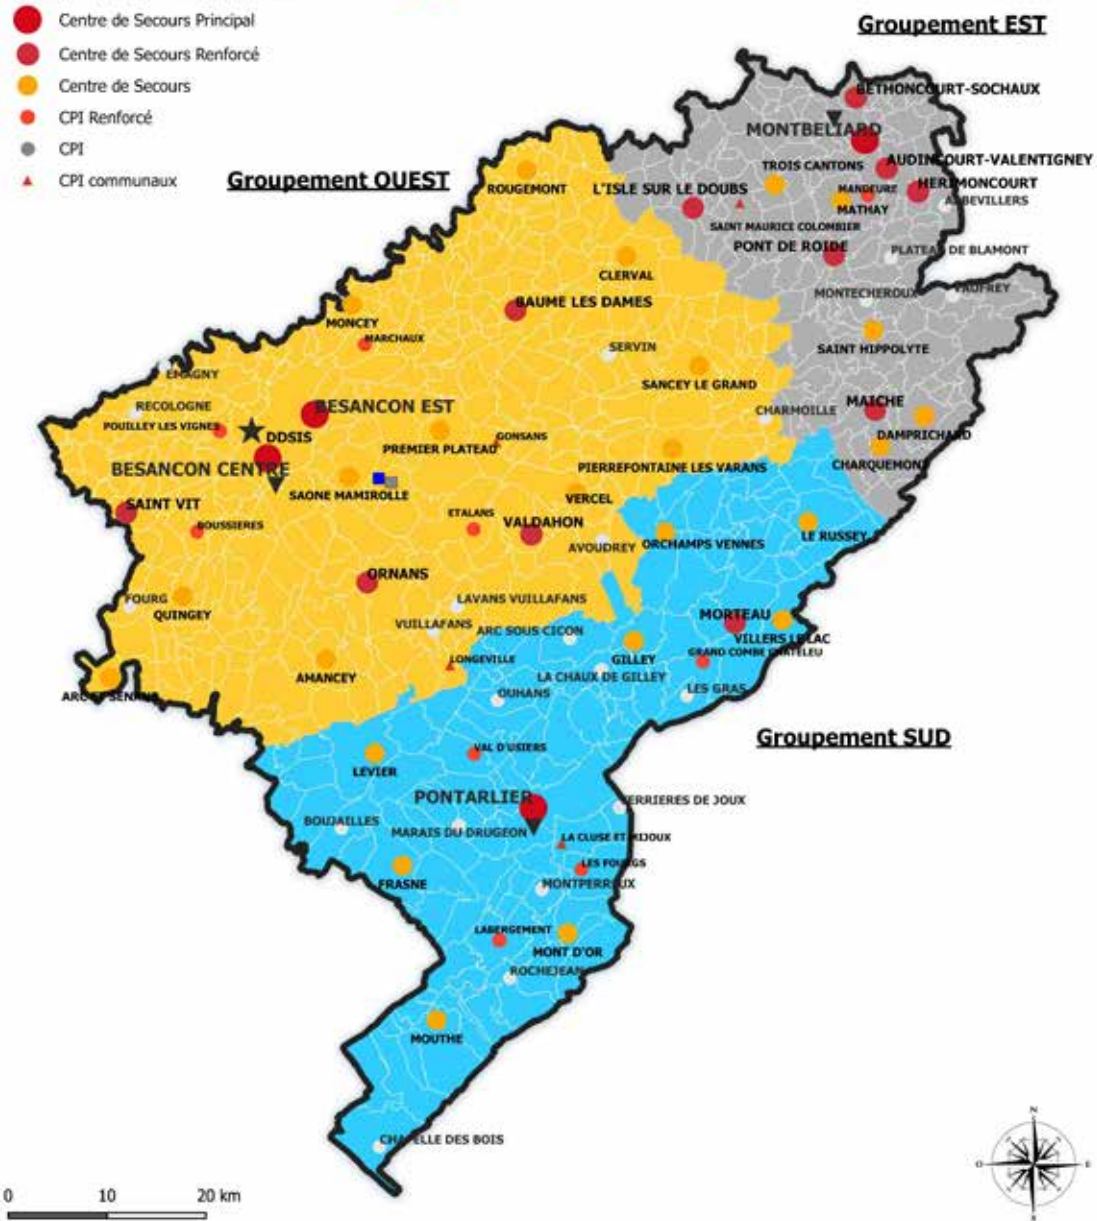 Centre de Secours Principal
Centre de Secours Renforcé
Centre de Secours
CPI Renforcé
CPI
CPI communaux
Groupement EST
Groupement OUEST
BETHONCOURT-SOCHAUX
MONTBELIARD
TROIS CANTONS
AUDINCOURT-VALENTIGNEY
ROUGEMONT
L'ISLE SUR LE DOUBS
MANDEURE
HERIMONCOURT
MATHAY
SAINT MAURICE COLOMBIER
PONT DE ROIDE
PLATEAU DE BLAMONT
CLERVAL
MONTECHEROUX
VAUFREY
BAUME LES DAMES
MONCEY
MARCHAUX
SERVIN
SAINT HIPPOLYTE
EMAGNY
SANCEY LE GRAND
RECOLOGNE
BESANCON EST
CHARMOILLE
MAICHE
POUILLEY LES VIGNES
DDSIS
PREMIER PLATEAU
GONSANS
DAMPRICHARD
BESANCON CENTRE
PIERREFONTAINE LES VARANS
CHARQUEMONT
SAONE MAMIROLLE
VERCEL
SAINT VIT
BOUSSIERES
ETALANS
VALDAHON
AVOUDREY
ORCHAMPS VENNES
LE RUSSEY
ORNANS
FOURG
QUINGEY
LAVANS VUILLAFANS
VUILLAFANS
ARC SOUS CICON
MORTEAU
VILLERS LE LAC
GRAND COMBE CHATELEU
LONGEVILLE
GILLEY
AMANCEY
LA CHAUX DE GILLEY
OUHANS
LES GRAS
Groupement SUD
VAL D'USIERS
LEVIER
PONTARLIER
BOUJAILLES
MARAIS DU DRUGEON
LA CLUSE ET MIJOUX
LES FOURGS
FRASNE
MONTPERREUX
LABERGEMENT
MONT D'OR
ROCHEJEAN
MOUTHE
CHAPELLE DES BOIS
N
O
E
S
0 10 20 km